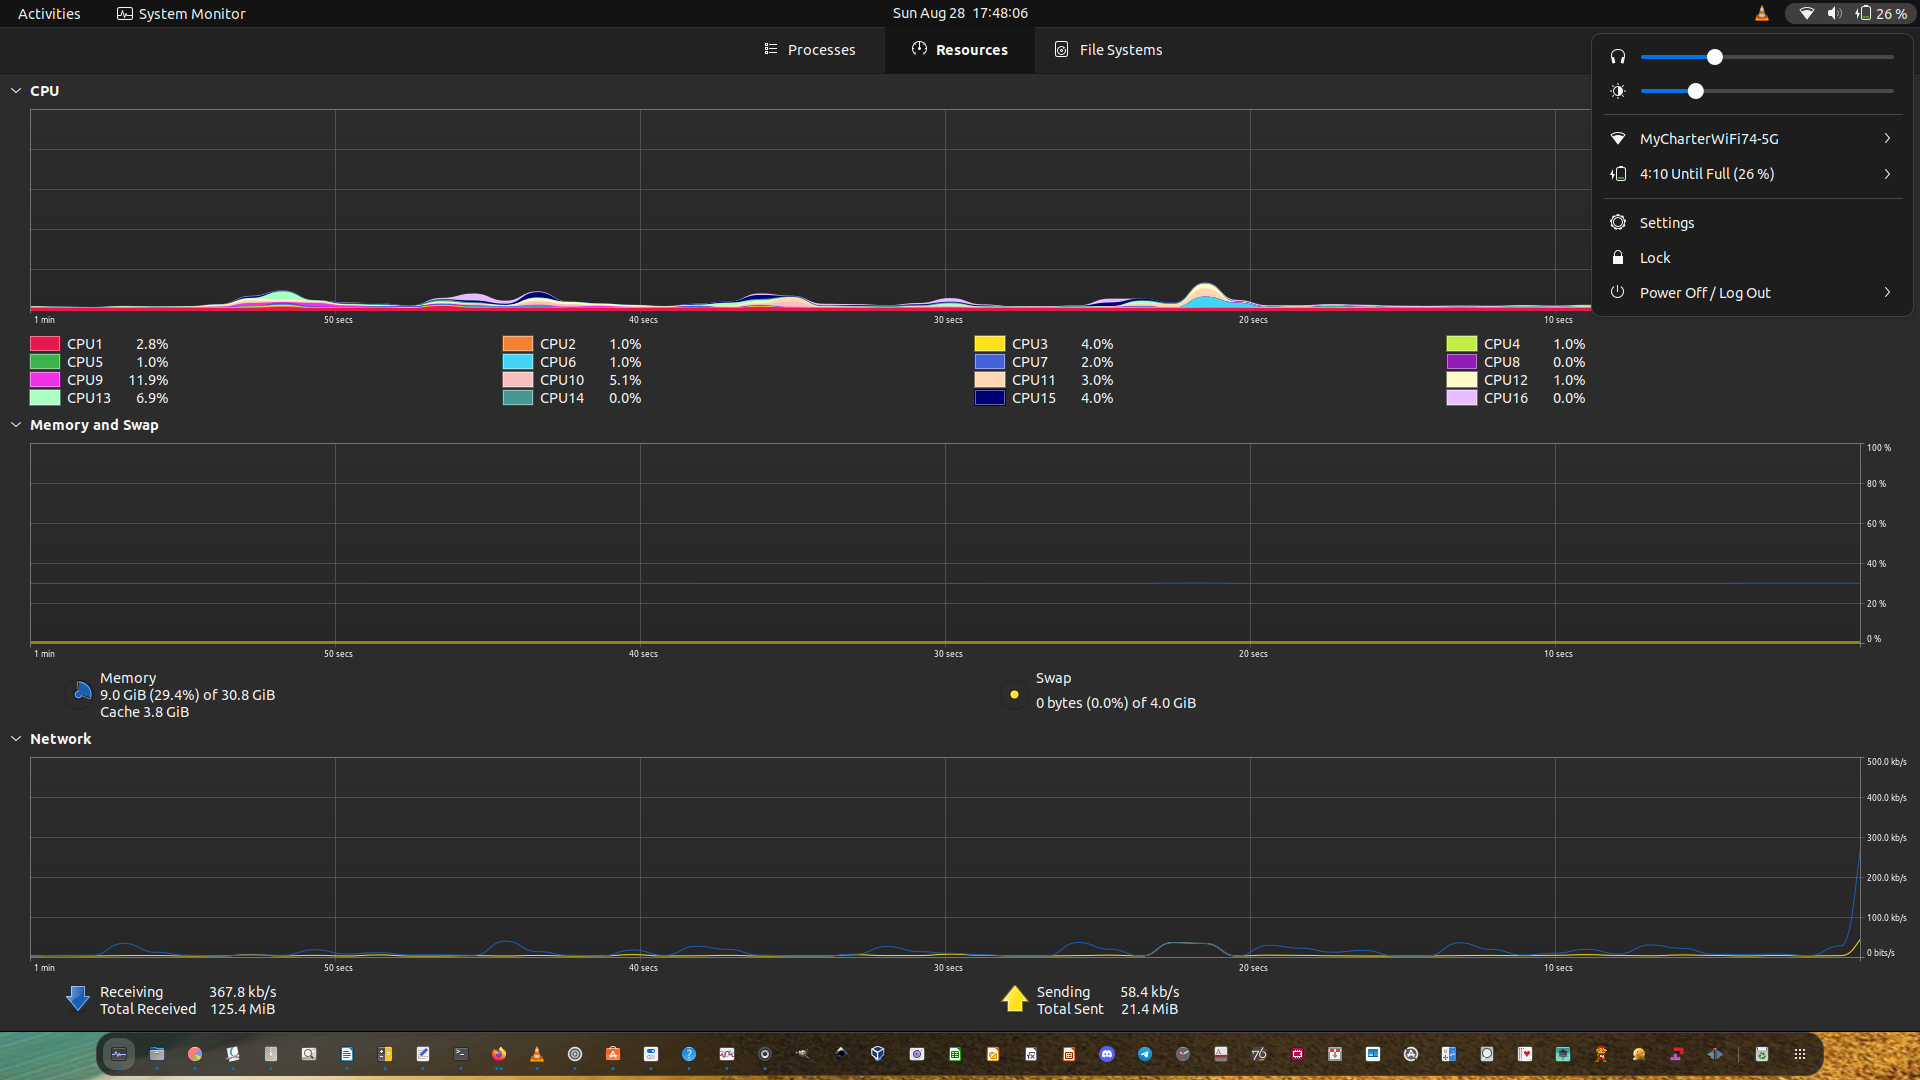 Activities System Monitor Sun Aug 28 17:48:06 26 %
Processes Resources File Systems
CPU
MyCharterWiFi74-5G
4:10 Until Full (26 %)
Settings
Lock
Power Off / Log Out
1 min 50 secs 40 secs 30 secs 20 secs 10 secs
CPU1 2.8% CPU2 1.0% CPU3 4.0% CPU4 1.0%
CPU5 1.0% CPU6 1.0% CPU7 2.0% CPU8 0.0%
CPU9 11.9% CPU10 5.1% CPU11 3.0% CPU12 1.0%
CPU13 6.9% CPU14 0.0% CPU15 4.0% CPU16 0.0%
Memory and Swap
100 %
80 %
60 %
40 %
20 %
0 %
1 min 50 secs 40 secs 30 secs 20 secs 10 secs
Memory Swap
9.0 GiB (29.4%) of 30.8 GiB 0 bytes (0.0%) of 4.0 GiB
Cache 3.8 GiB
Network
500.0 kb/s
400.0 kb/s
300.0 kb/s
200.0 kb/s
100.0 kb/s
0 bits/s
1 min 50 secs 40 secs 30 secs 20 secs 10 secs
Receiving 367.8 kb/s Sending 58.4 kb/s
Total Received 125.4 MiB Total Sent 21.4 MiB
76